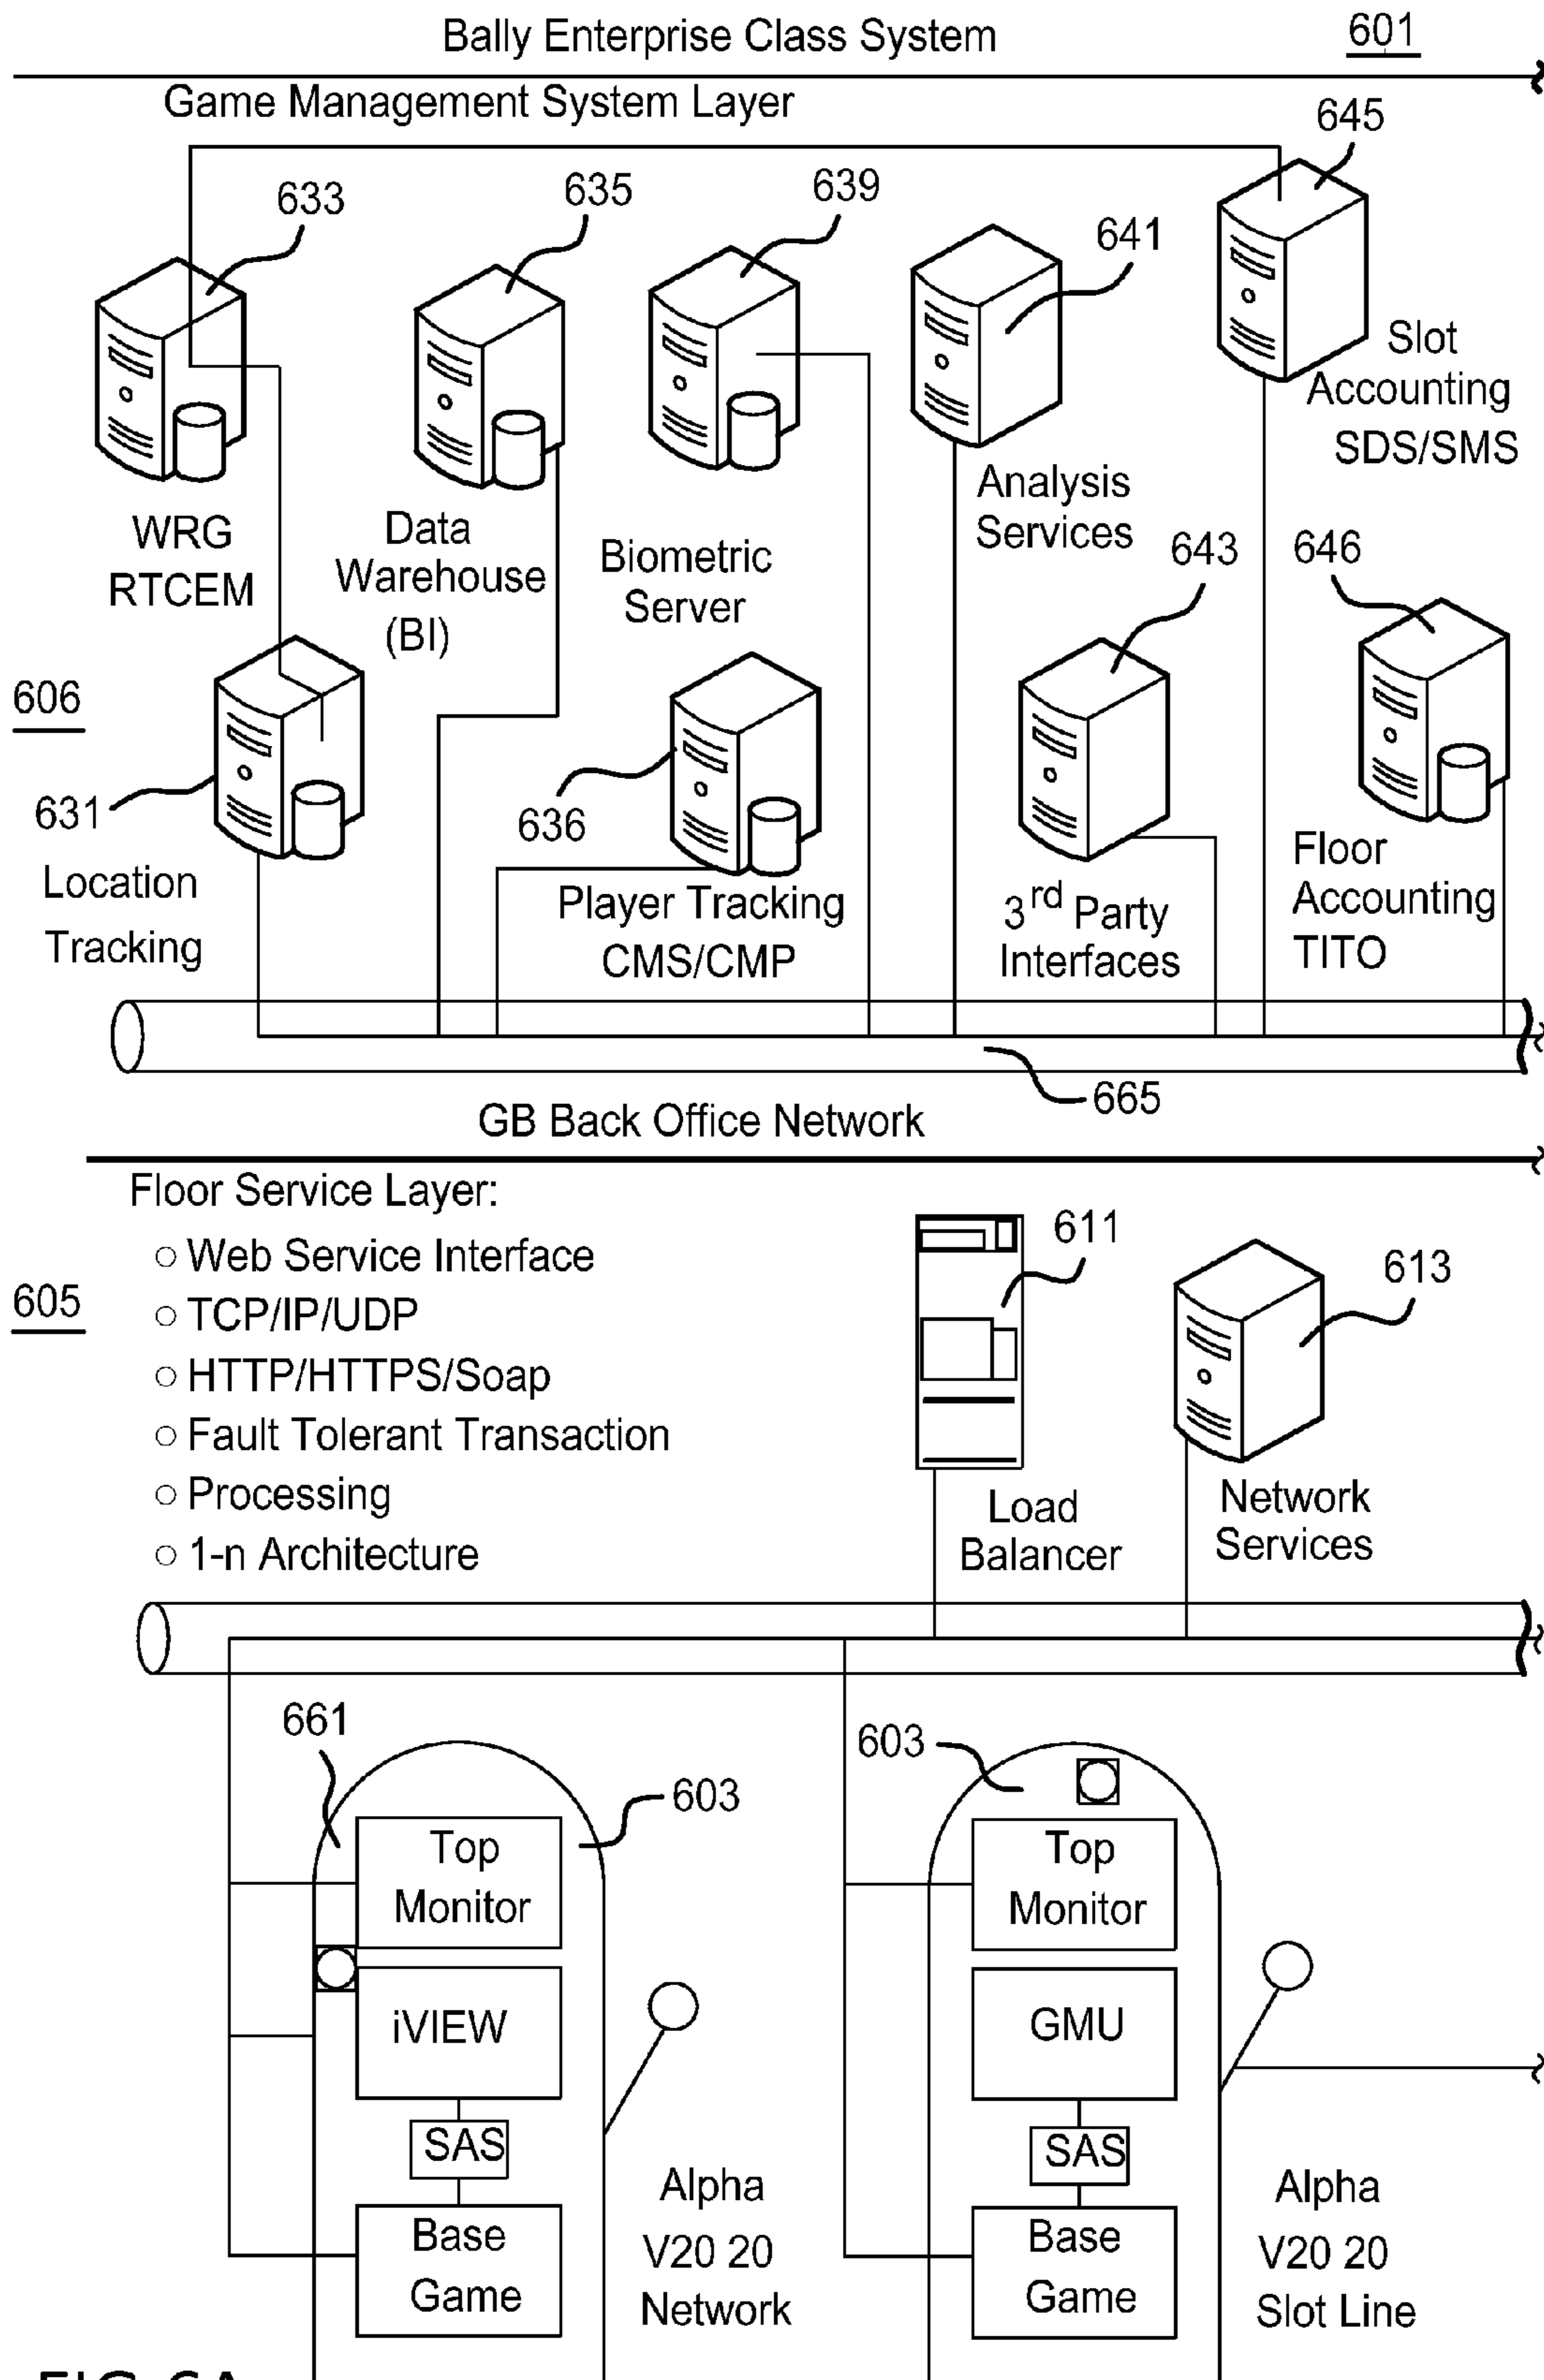 Bally Enterprise Class System
601
Game Management System Layer
645
633
635
639
641
Slot
Accounting
SDS/SMS
WRG
RTCEM
Data
Warehouse
(BI)
Biometric
Server
Analysis
Services
643
646
606
631
636
Location
Tracking
Player Tracking
CMS/CMP
3rd Party
Interfaces
Floor
Accounting
TITO
665
GB Back Office Network
Floor Service Layer:
○ Web Service Interface
○ TCP/IP/UDP
○ HTTP/HTTPS/Soap
○ Fault Tolerant Transaction
○ Processing
○ 1-n Architecture
605
611
613
Load
Balancer
Network
Services
661
603
603
Top
Monitor
iVIEW
SAS
Base
Game
Alpha
V20 20
Network
Top
Monitor
GMU
SAS
Base
Game
Alpha
V20 20
Slot Line
FIG. 6A